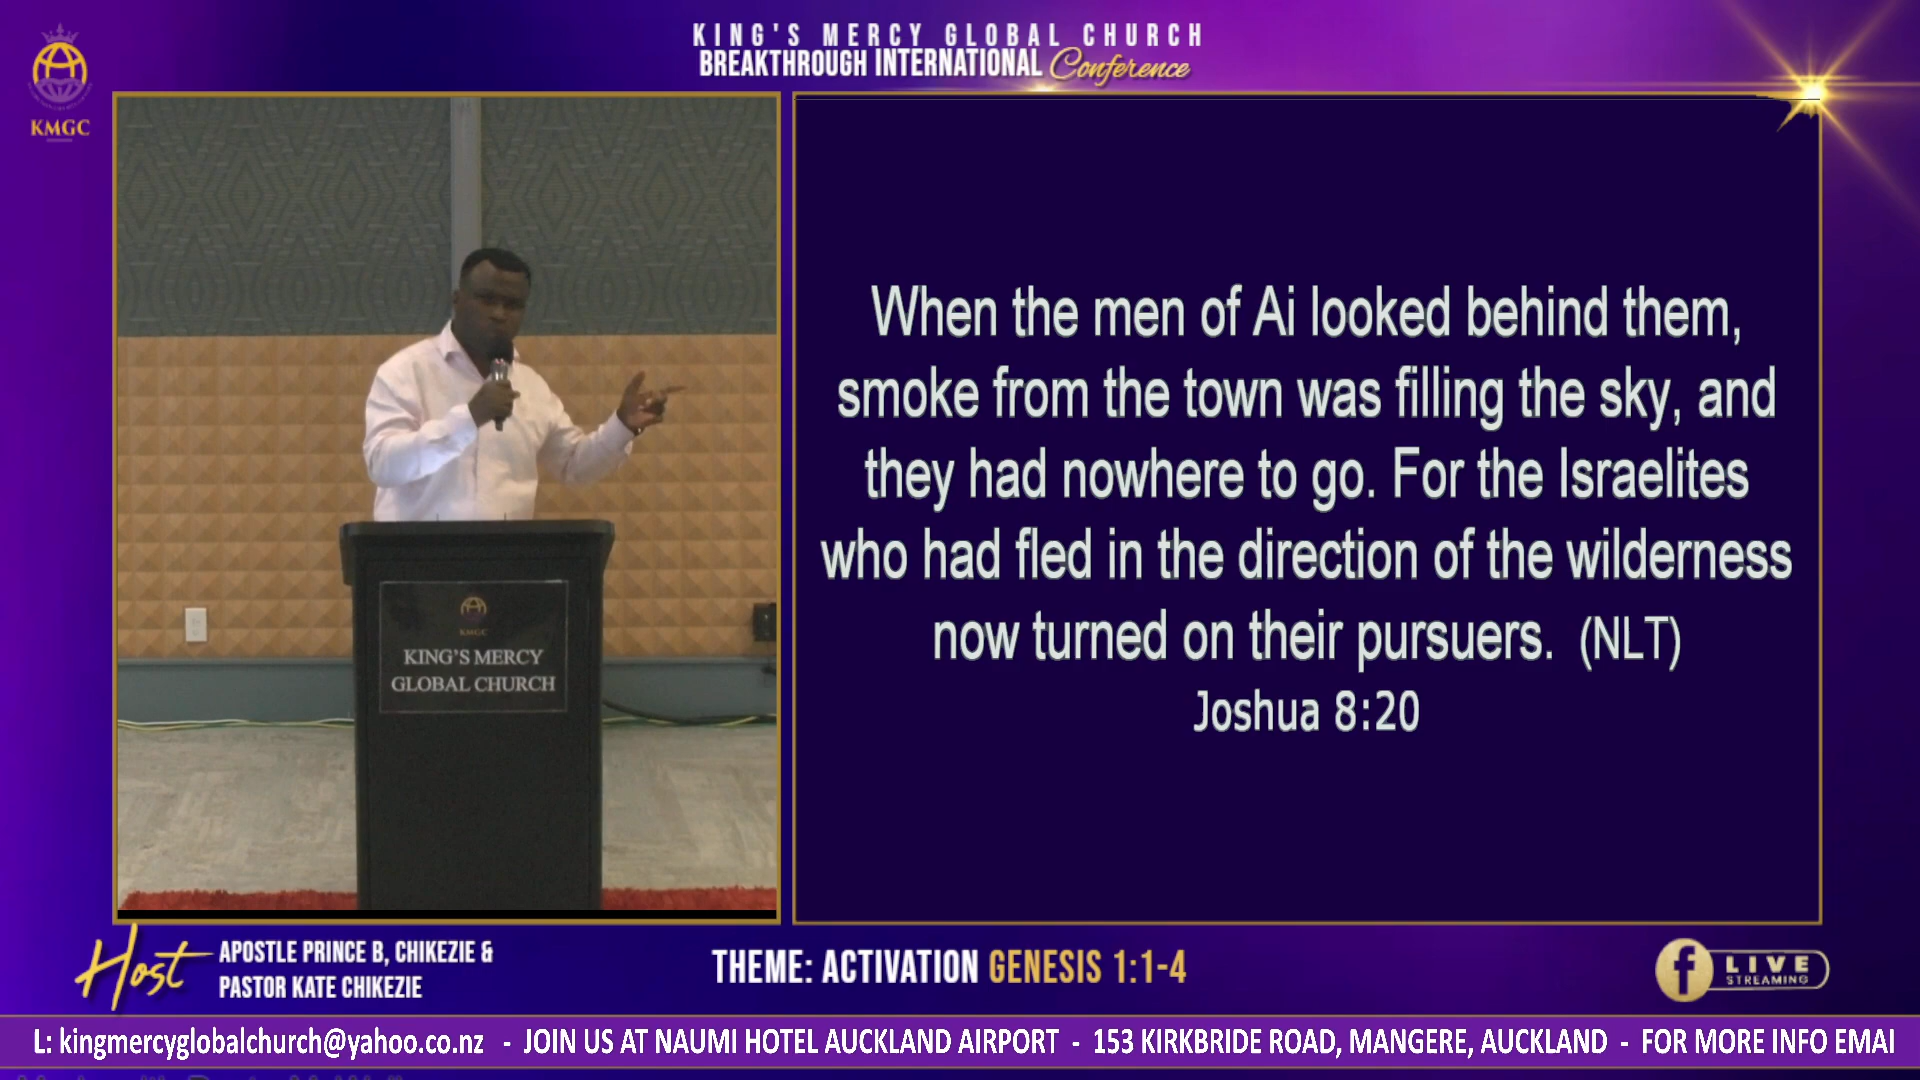 KING'S MERCY GLOBAL CHURCH
BREAKTHROUGH INTERNATIONAL Conference
KMGC
When the men of Ai looked behind them,
smoke from the town was filling the sky, and
they had nowhere to go. For the Israelites
who had fled in the direction of the wilderness
now turned on their pursuers. (NLT)
Joshua 8:20
KMGC
KING'S MERCY
GLOBAL CHURCH
Host
APOSTLE PRINCE B, CHIKEZIE &
PASTOR KATE CHIKEZIE
THEME: ACTIVATION GENESIS 1:1-4
f LIVE
STREAMING
L: kingmercyglobalchurch@yahoo.co.nz - JOIN US AT NAUMI HOTEL AUCKLAND AIRPORT - 153 KIRKBRIDE ROAD, MANGERE, AUCKLAND - FOR MORE INFO EMAI